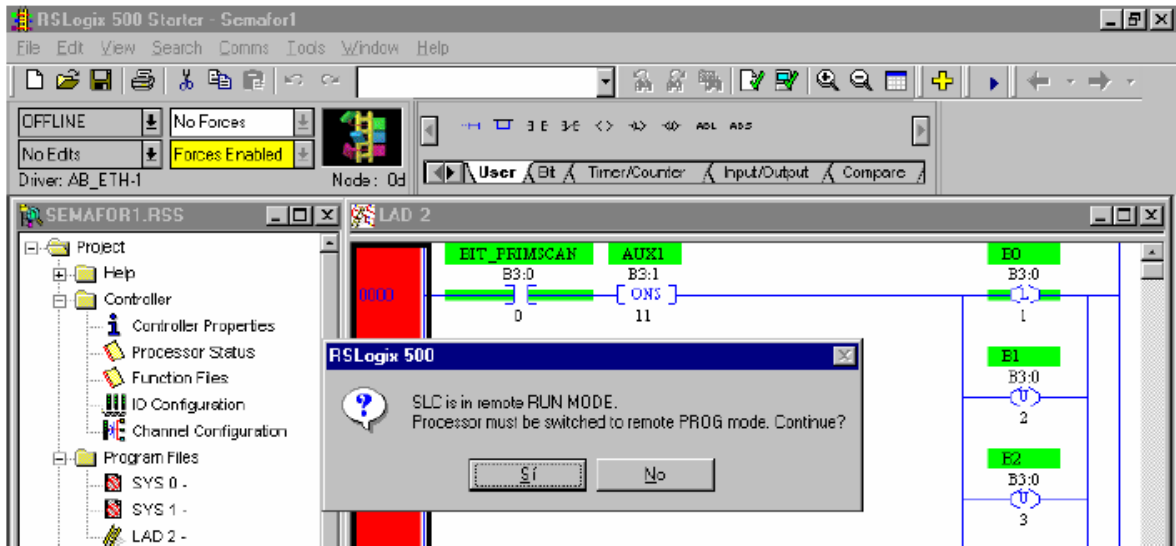 RSLogix 500 Starter - Semafor1
File Edit View Search Comms Tools Window Help
OFFLINE No Forces
No Edits Forces Enabled
Driver: AB_ETH-1 Node: 0d
ABL ABS
User Bit Timer/Counter Input/Output Compare
SEMAFOR1.RSS
LAD 2
Project
Help
Controller
Controller Properties
Processor Status
Function Files
IO Configuration
Channel Configuration
Program Files
SYS 0 -
SYS 1 -
LAD 2 -
BIT_PRIMSCAN AUX1 B0
B3:0 B3:1 B3:0
0000 ONS L
0 11 1
B1
B3:0
U
2
B2
B3:0
U
3
RSLogix 500
SLC is in remote RUN MODE.
Processor must be switched to remote PROG mode. Continue?
Sí No